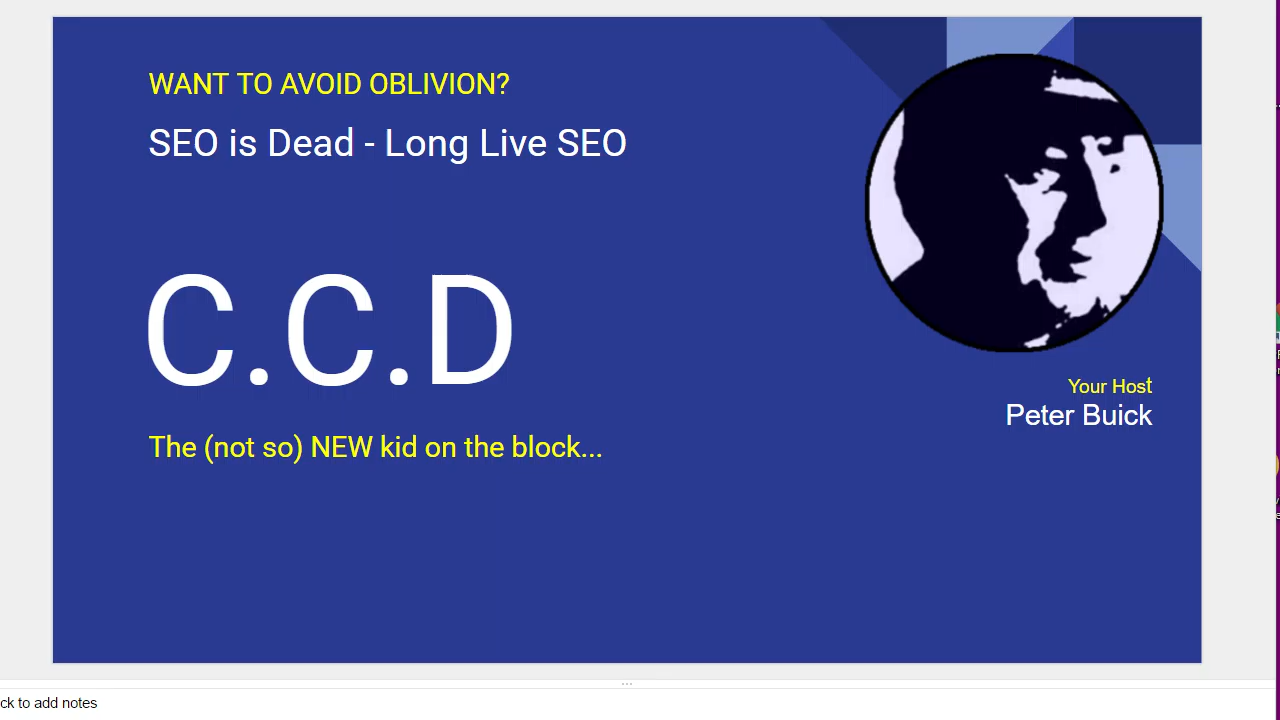 WANT TO AVOID OBLIVION?
SEO is Dead - Long Live SEO
C.C.D
The (not so) NEW kid on the block...
Your Host
Peter Buick
ck to add notes